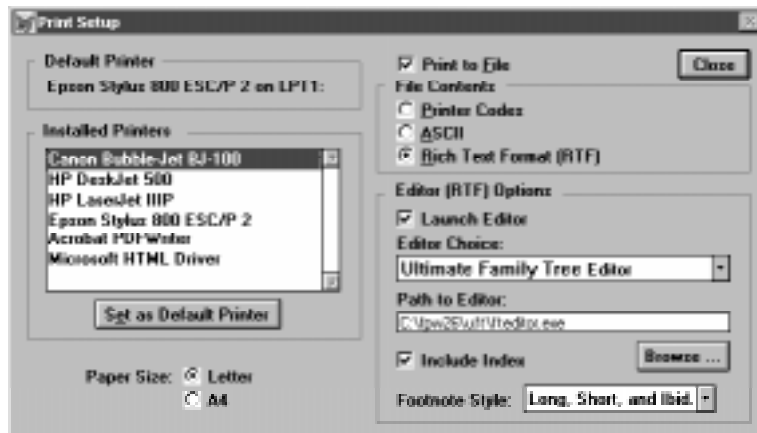 Print Setup
Default Printer
Epson Stylus 800 ESC/P 2 on LPT1:
Installed Printers
Canon Bubble-Jet BJ-100
HP DeskJet 500
HP LaserJet IIIP
Epson Stylus 800 ESC/P 2
Acrobat PDFWriter
Microsoft HTML Driver
Set as Default Printer
Paper Size:
Letter
A4
Print to File
Close
File Contents
Printer Codes
ASCII
Rich Text Format (RTF)
Editor (RTF) Options
Launch Editor
Editor Choice:
Ultimate Family Tree Editor
Path to Editor:
Include Index
Browse ...
Footnote Style:
Long, Short, and Ibid.